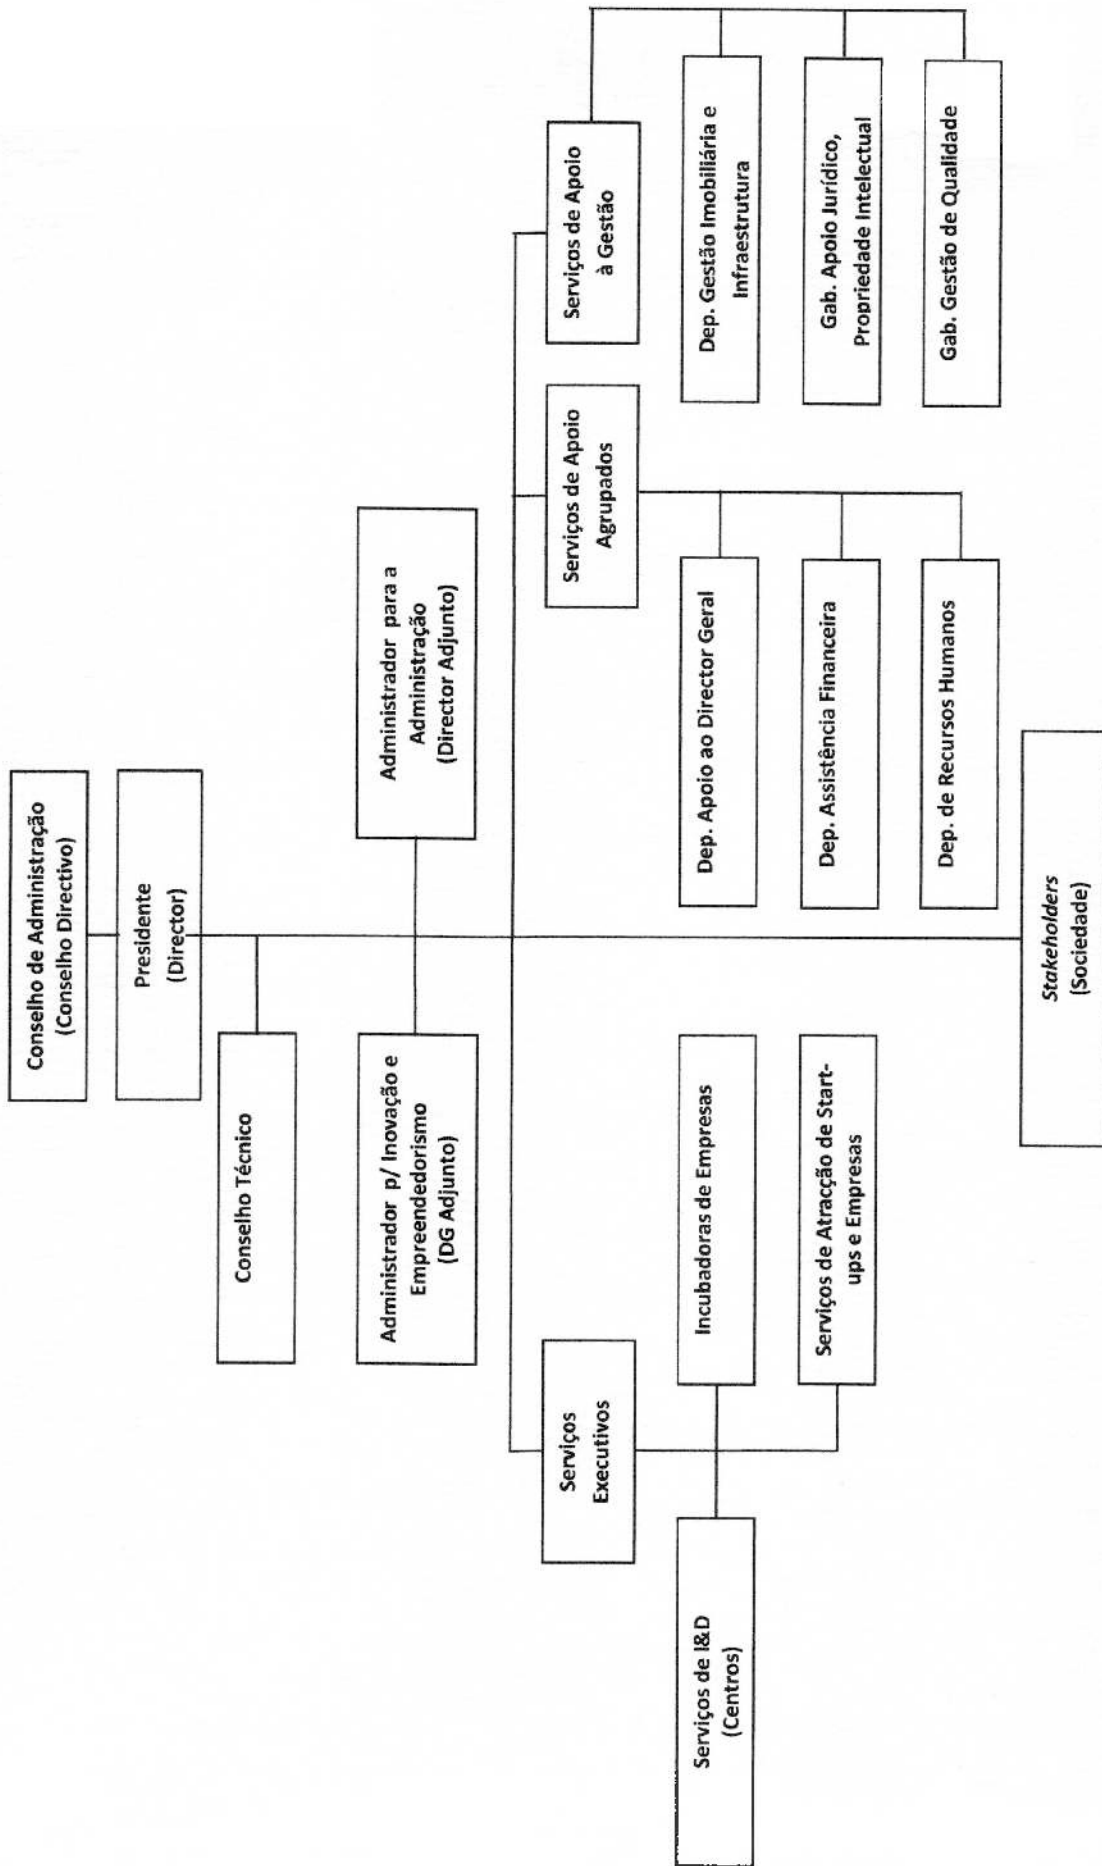 Conselho de Administração
(Conselho Directivo)
Presidente
(Director)
Conselho Técnico
Administrador p/ Inovação e
Empreendedorismo
(DG Adjunto)
Administrador para a
Administração
(Director Adjunto)
Serviços
Executivos
Serviços de Apoio
Agrupados
Serviços de Apoio
à Gestão
Serviços de I&D
(Centros)
Incubadoras de Empresas
Serviços de Atracção de Start-
ups e Empresas
Dep. Apoio ao Director Geral
Dep. Assistência Financeira
Dep. de Recursos Humanos
Dep. Gestão Imobiliária e
Infraestrutura
Gab. Apoio Jurídico,
Propriedade Intelectual
Gab. Gestão de Qualidade
Stakeholders
(Sociedade)